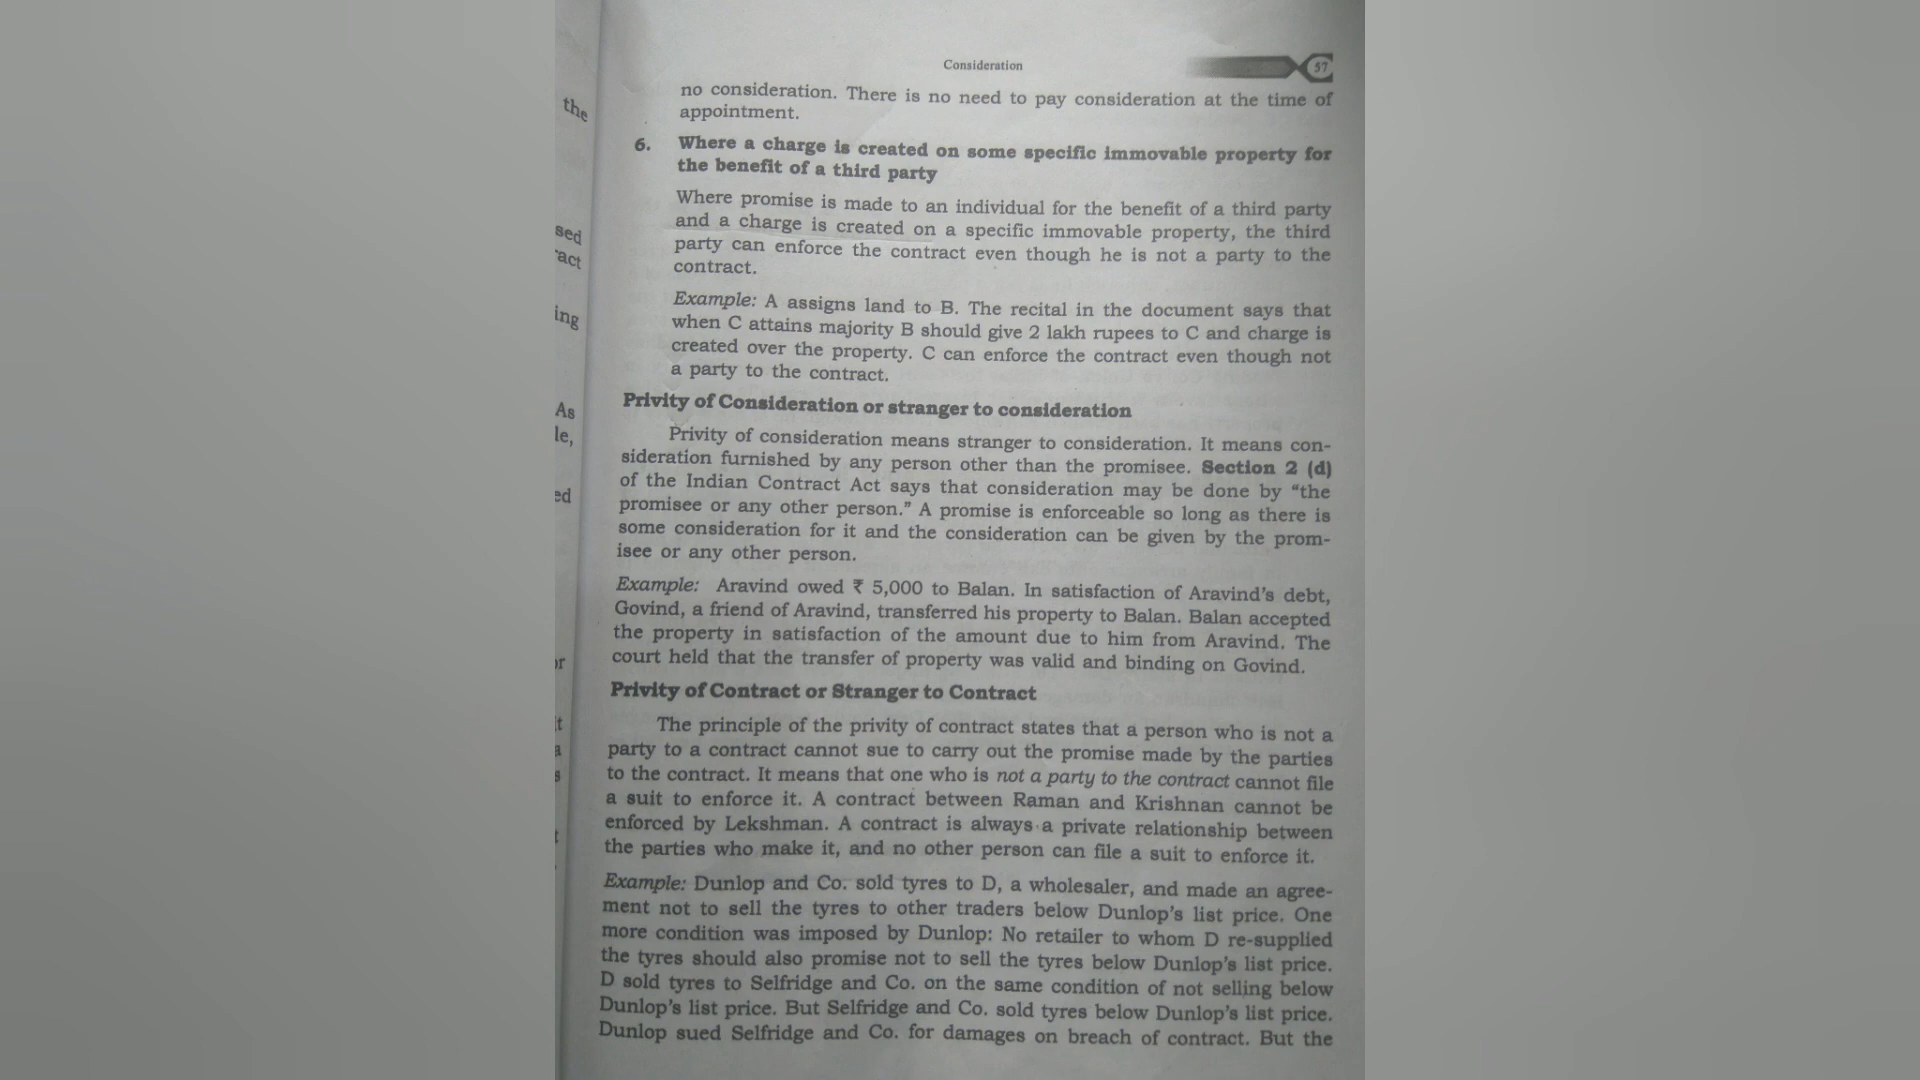 Consideration
57
no consideration. There is no need to pay consideration at the time of
appointment.
6. Where a charge is created on some specific immovable property for
the benefit of a third party
Where promise is made to an individual for the benefit of a third party
and a charge is created on a specific immovable property, the third
party can enforce the contract even though he is not a party to the
contract.
Example: A assigns land to B. The recital in the document says that
when C attains majority B should give 2 lakh rupees to C and charge is
created over the property. C can enforce the contract even though not
a party to the contract.
Privity of Consideration or stranger to consideration
Privity of consideration means stranger to consideration. It means con-
sideration furnished by any person other than the promisee. Section 2 (d)
of the Indian Contract Act says that consideration may be done by “the
promisee or any other person.” A promise is enforceable so long as there is
some consideration for it and the consideration can be given by the prom-
isee or any other person.
Example: Aravind owed ₹ 5,000 to Balan. In satisfaction of Aravind's debt,
Govind, a friend of Aravind, transferred his property to Balan. Balan accepted
the property in satisfaction of the amount due to him from Aravind. The
court held that the transfer of property was valid and binding on Govind.
Privity of Contract or Stranger to Contract
The principle of the privity of contract states that a person who is not a
party to a contract cannot sue to carry out the promise made by the parties
to the contract. It means that one who is not a party to the contract cannot file
a suit to enforce it. A contract between Raman and Krishnan cannot be
enforced by Lekshman. A contract is always a private relationship between
the parties who make it, and no other person can file a suit to enforce it.
Example: Dunlop and Co. sold tyres to D, a wholesaler, and made an agree-
ment not to sell the tyres to other traders below Dunlop's list price. One
more condition was imposed by Dunlop: No retailer to whom D re-supplied
the tyres should also promise not to sell the tyres below Dunlop's list price.
D sold tyres to Selfridge and Co. on the same condition of not selling below
Dunlop's list price. But Selfridge and Co. sold tyres below Dunlop's list price.
Dunlop sued Selfridge and Co. for damages on breach of contract. But the
the
sed
act
ing
As
le,
ed
or
it
a
s
t